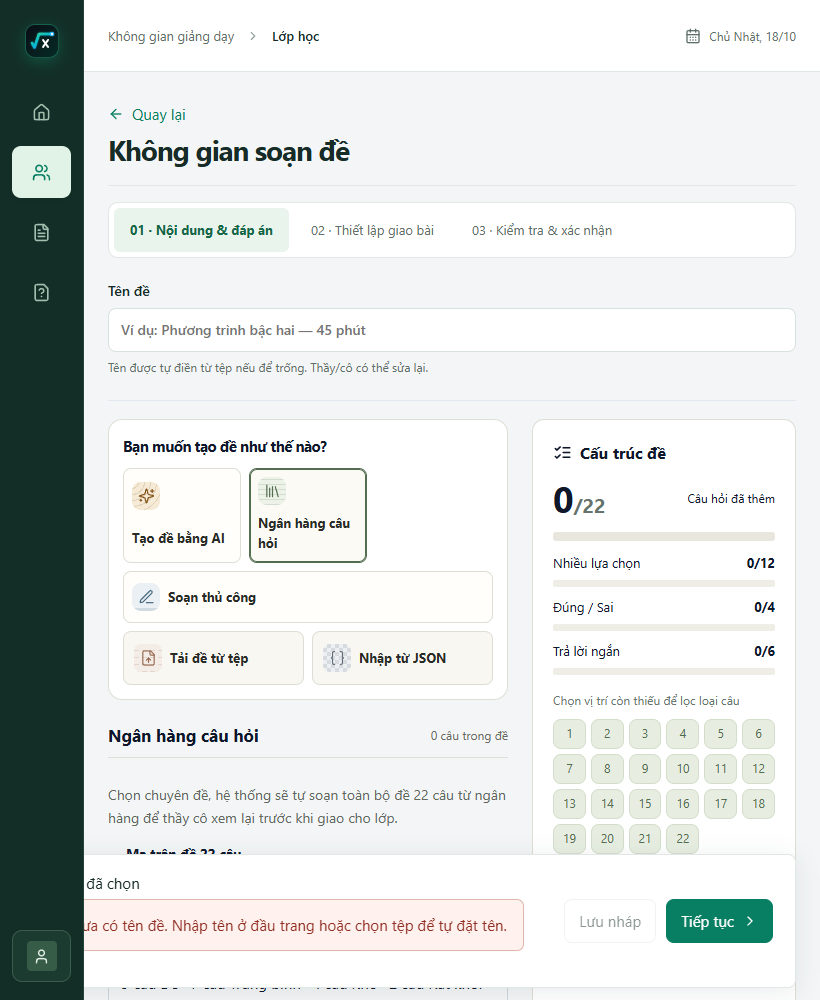 Không gian giảng dạy > Lớp học
Chủ Nhật, 18/10
Quay lại
Không gian soạn đề
01 · Nội dung & đáp án
02 · Thiết lập giao bài
03 · Kiểm tra & xác nhận
Tên đề
Ví dụ: Phương trình bậc hai — 45 phút
Tên được tự điền từ tệp nếu để trống. Thầy/cô có thể sửa lại.
Bạn muốn tạo đề như thế nào?
Tạo đề bằng AI
Ngân hàng câu
hỏi
Soạn thủ công
Tải đề từ tệp
Nhập từ JSON
Ngân hàng câu hỏi
0 câu trong đề
Chọn chuyên đề, hệ thống sẽ tự soạn toàn bộ đề 22 câu từ ngân
hàng để thầy cô xem lại trước khi giao cho lớp.
Ma trận đề 22 câu
Cấu trúc đề
0/22
Câu hỏi đã thêm
Nhiều lựa chọn 0/12
Đúng / Sai 0/4
Trả lời ngắn 0/6
Chọn vị trí còn thiếu để lọc loại câu
1 2 3 4 5 6
7 8 9 10 11 12
13 14 15 16 17 18
19 20 21 22
đã chọn
có tên đề. Nhập tên ở đầu trang hoặc chọn tệp để tự đặt tên.
Lưu nháp
Tiếp tục